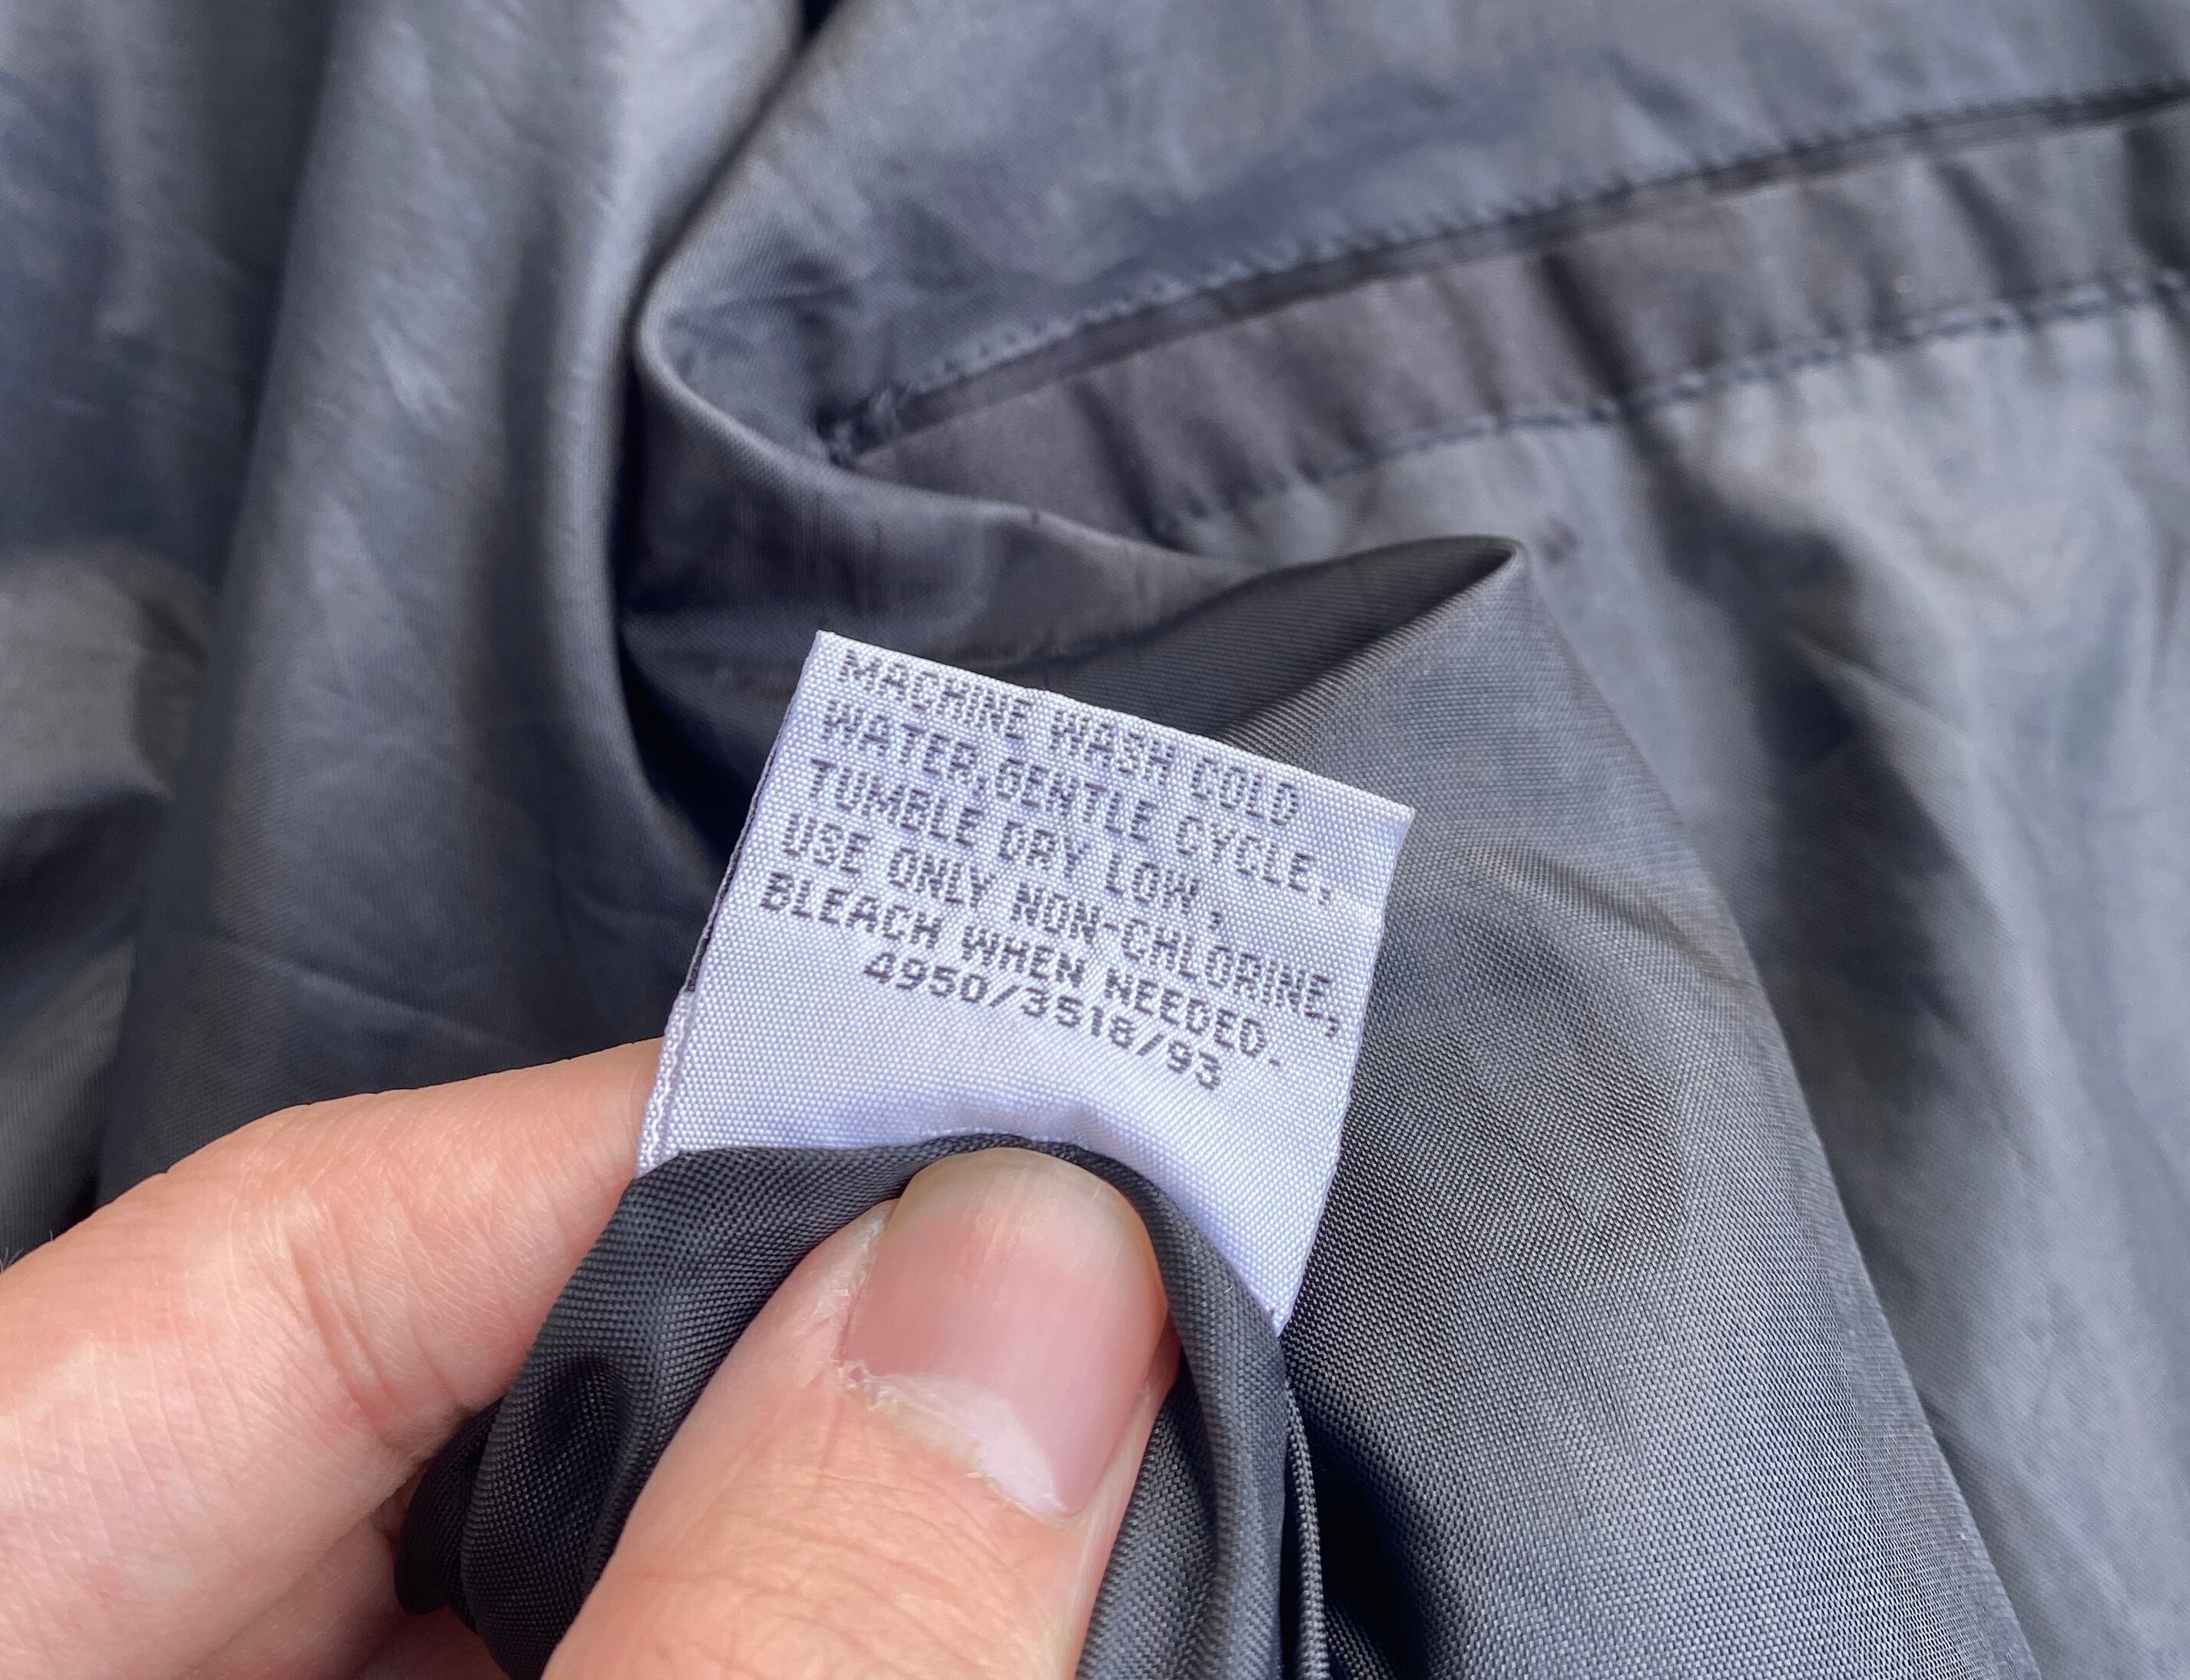 MACHINE WASH COLD
WATER,GENTLE CYCLE,
TUMBLE DRY LOW,
USE ONLY NON-CHLORINE,
BLEACH WHEN NEEDED.
4950/3518/93